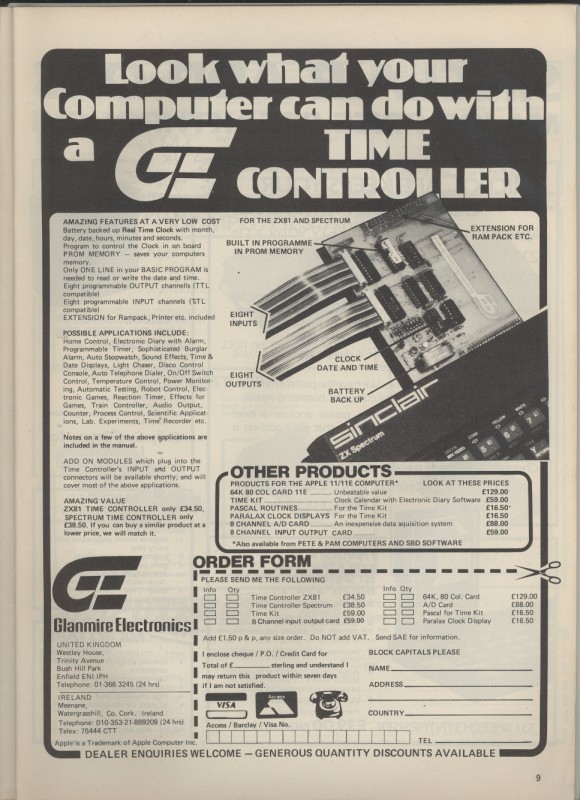 Look what your
Computer can do with
a GE TIME
CONTROLLER
AMAZING FEATURES AT A VERY LOW COST
Battery backed up Real Time Clock with month,
day, date, hours, minutes and seconds.
Program to control the Clock in on board
PROM MEMORY — saves your computers
memory.
Only ONE LINE in your BASIC PROGRAM is
needed to read or write the date and time.
Eight programable OUTPUT channells (TTL
compatible)
Eight programable INPUT channels (TTL
compatible)
EXTENSION for Rampack, Printer etc. included
POSSIBLE APPLICATIONS INCLUDE:
Home Control, Electronic Diary with Alarm,
Programmable Timer, Sophisticated Burglar
Alarm, Auto Stopwatch, Sound Effects, Time &
Date Displays, Light Chaser, Disco Control
Console, Auto Telephone Dialer, On/Off Switch
Control, Temperature Control, Power Monitor-
ing, Automatic Testing, Robot Control, Elec-
tronic Games, Reaction Timer, Effects for
Games, Train Controller, Audio Output,
Counter, Process Control, Scientific Applicat-
ions, Lab. Experiments, Time Recorder etc.
Notes on a few of the above applications are
included in the manual.
ADD ON MODULES which plug into the
Time Controller's INPUT and OUTPUT
connectors will be available shortly, and will
cover most of the above applications.
AMAZING VALUE
ZX81 TIME CONTROLLER only £34.50,
SPECTRUM TIME CONTROLLER only
£38.50. If you can buy a similar product at a
lower price, we will match it.
FOR THE ZX81 AND SPECTRUM
BUILT IN PROGRAMME
IN PROM MEMORY
EXTENSION FOR
RAM PACK ETC.
EIGHT
INPUTS
EIGHT
OUTPUTS
CLOCK
DATE AND TIME
BATTERY
BACK UP
sinclair
ZX Spectrum
OTHER PRODUCTS
PRODUCTS FOR THE APPLE 11/11E COMPUTER* LOOK AT THESE PRICES
64K 80 COL CARD 11E Unbeatable value £129.00
TIME KIT Clock Calendar with Electronic Diary Software £59.00
PASCAL ROUTINES For the Time Kit £16.50*
PARALAX CLOCK DISPLAYS For the Time Kit £16.50
8 CHANNEL A/D CARD An inexpensive data aquisition system £88.00
8 CHANNEL INPUT OUTPUT CARD £59.00
*Also available from PETE & PAM COMPUTERS AND SBD SOFTWARE
GE
Glanmire Electronics
UNITED KINGDOM
Westley House,
Trinity Avenue
Bush Hill Park
Enfield EN1 IPH
Telephone: 01-366 3245 (24 hrs)
IRELAND
Meenane,
Watergrasshill, Co. Cork. Ireland
Telephone: 010-353-21-889209 (24 hrs)
Telex: 75444 CTT
Apple is a Trademark of Apple Computer Inc.
ORDER FORM
PLEASE SEND ME THE FOLLOWING
Info Qty
Time Controller ZX81 £34.50
Time Controller Spectrum £38.50
Time Kit £59.00
8 Channel input output card £59.00
Info Qty
64K, 80 Col. Card £129.00
A/D Card £88.00
Pascal for Time Kit £16.50
Paralax Clock Display £16.50
Add £1.50 p & p, any size order. Do NOT add VAT. Send SAE for information.
I enclose cheque / P.O. / Credit Card for
Total of £ sterling and understand I
may return this product within seven days
if I am not satisfied.
VISA
Access
Access / Barclay / Visa No.
BLOCK CAPITALS PLEASE
NAME
ADDRESS
COUNTRY
TEL
DEALER ENQUIRIES WELCOME — GENEROUS QUANTITY DISCOUNTS AVAILABLE
9